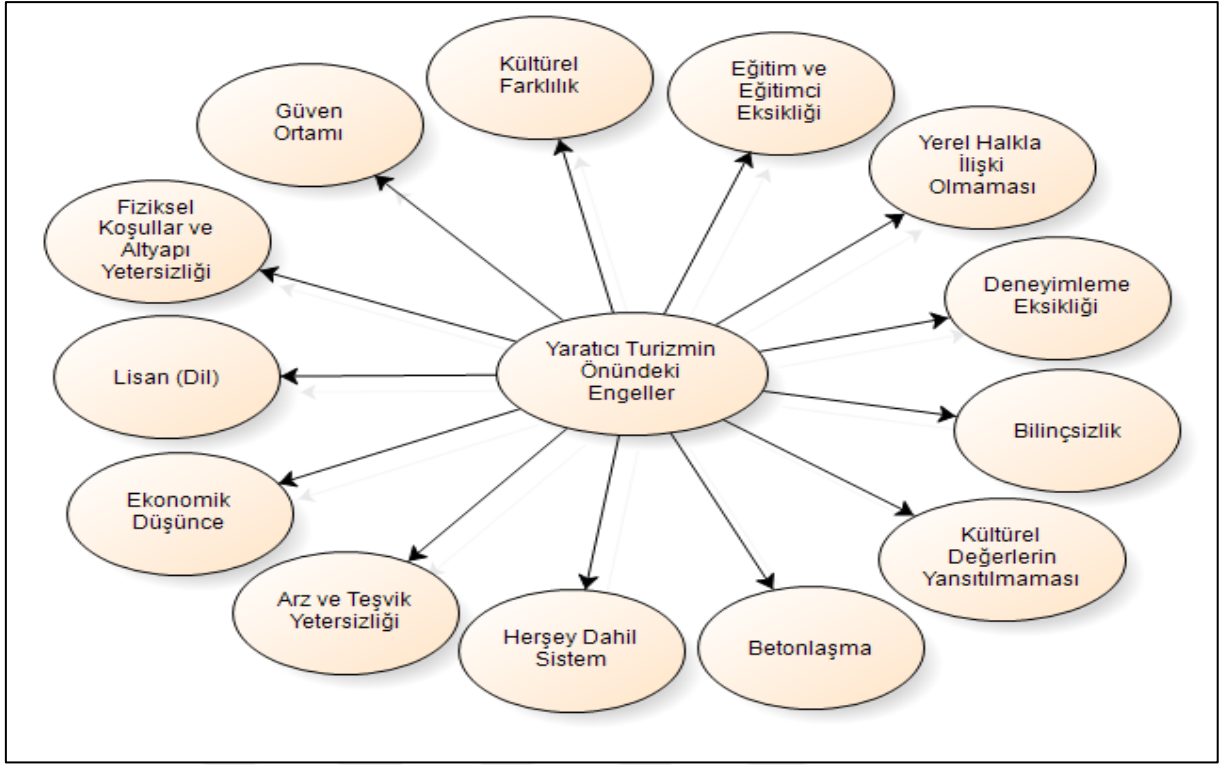 Kültürel
Farklılık
Eğitim ve
Eğitimci
Eksikliği
Güven
Ortamı
Yerel Halkla
İlişki
Olmaması
Fiziksel
Koşullar ve
Altyapı
Yetersizliği
Deneyimleme
Eksikliği
Yaratıcı Turizmin
Önündeki
Engeller
Lisan (Dil)
Bilinçsizlik
Ekonomik
Düşünce
Kültürel
Değerlerin
Yansıtılmaması
Arz ve Teşvik
Yetersizliği
Herşey Dahil
Sistem
Betonlaşma